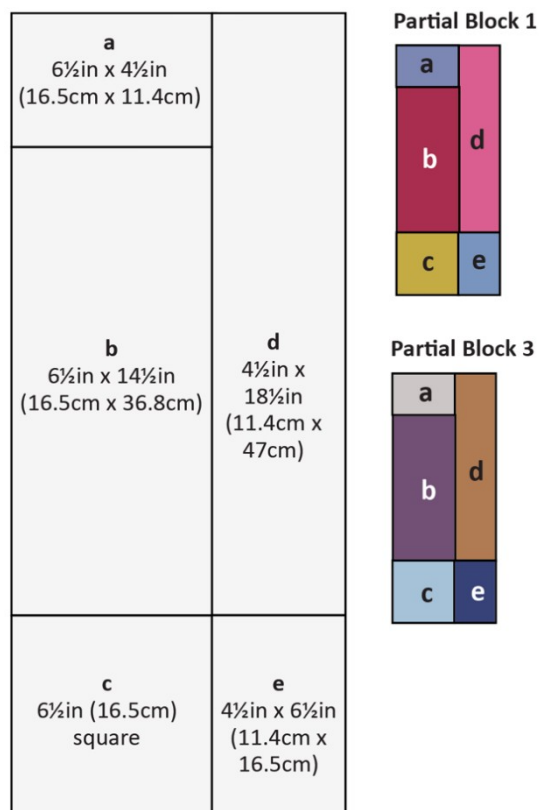 a
6½in x 4½in
(16.5cm x 11.4cm)
b
6½in x 14½in
(16.5cm x 36.8cm)
d
4½in x
18½in
(11.4cm x
47cm)
c
6½in (16.5cm)
square
e
4½in x 6½in
(11.4cm x
16.5cm)
Partial Block 1
a
b
d
c
e
Partial Block 3
a
b
d
c
e